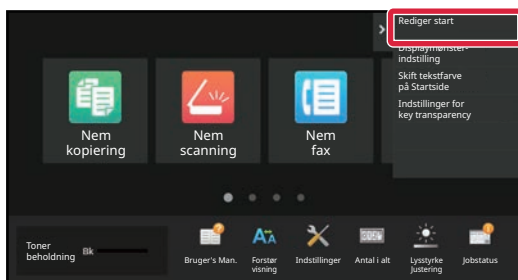 Rediger start
Displaymønster-
indstilling
Skift tekstfarve
på Startside
Indstillinger for
key transparency
Nem
kopiering
Nem
scanning
Nem
fax
Toner
beholdning
Bk
Bruger's Man.
Forstør
visning
Indstillinger
Antal i alt
Lysstyrke
Justering
Jobstatus